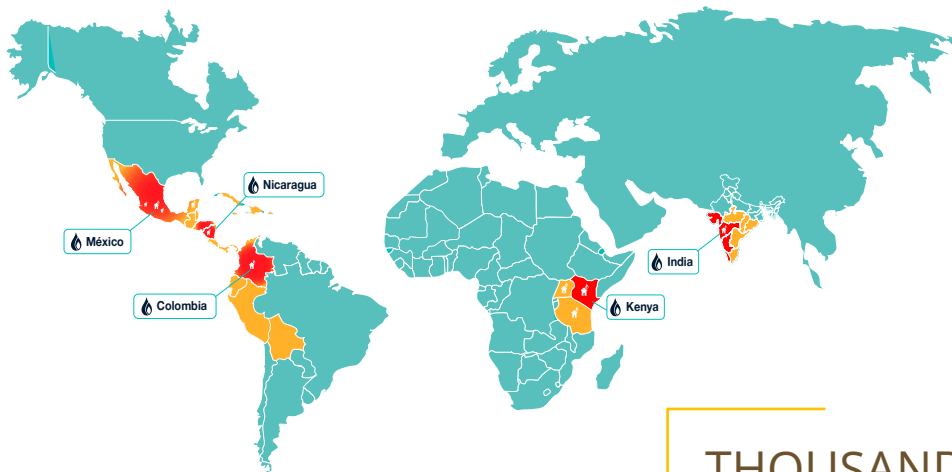 Nicaragua
México
India
Colombia
Kenya
THOUSAND